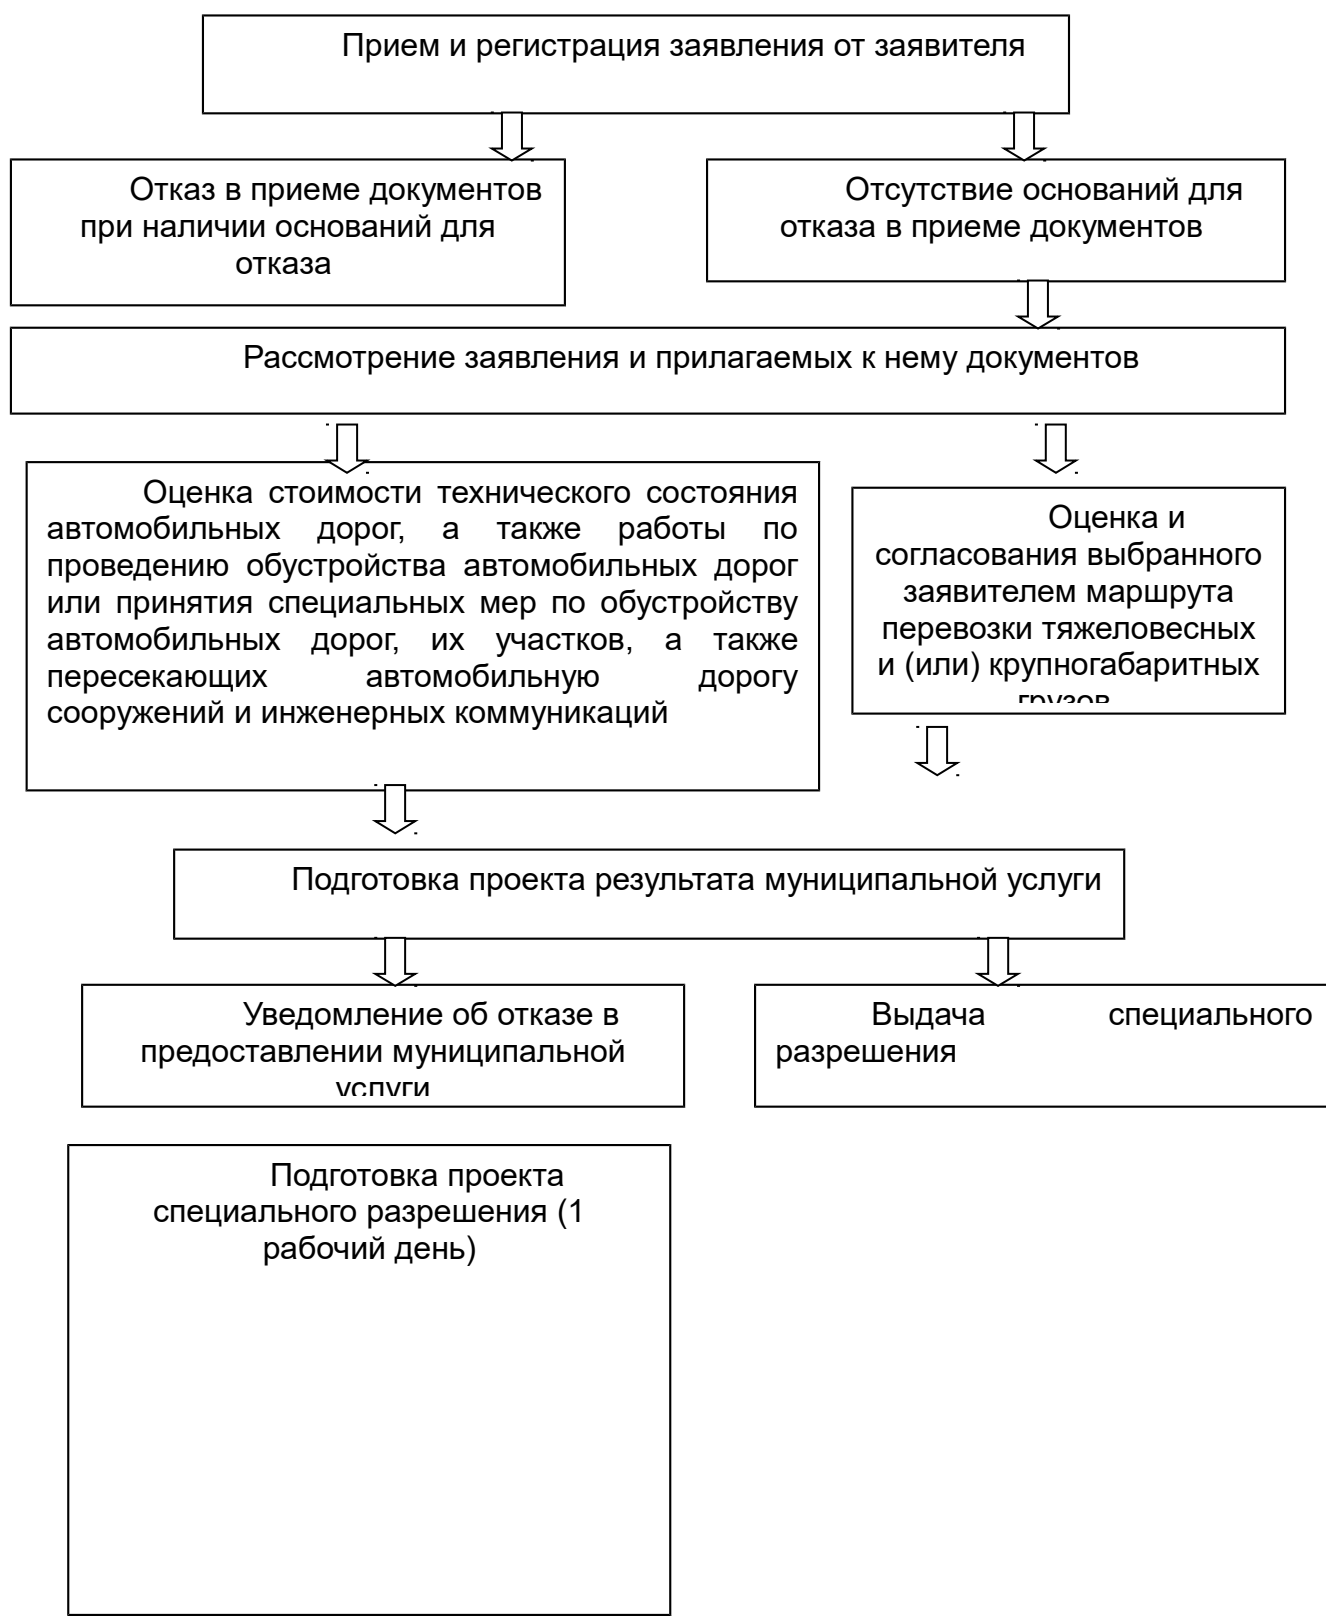 Прием и регистрация заявления от заявителя
Отказ в приеме документов
при наличии оснований для
отказа
Отсутствие оснований для
отказа в приеме документов
Рассмотрение заявления и прилагаемых к нему документов
Оценка стоимости технического состояния
автомобильных дорог, а также работы по
проведению обустройства автомобильных дорог
или принятия специальных мер по обустройству
автомобильных дорог, их участков, а также
пересекающих автомобильную дорогу
сооружений и инженерных коммуникаций
Оценка и
согласования выбранного
заявителем маршрута
перевозки тяжеловесных
и (или) крупногабаритных
грузов
Подготовка проекта результата муниципальной услуги
Уведомление об отказе в
предоставлении муниципальной
услуги
Выдача специального
разрешения
Подготовка проекта
специального разрешения (1
рабочий день)